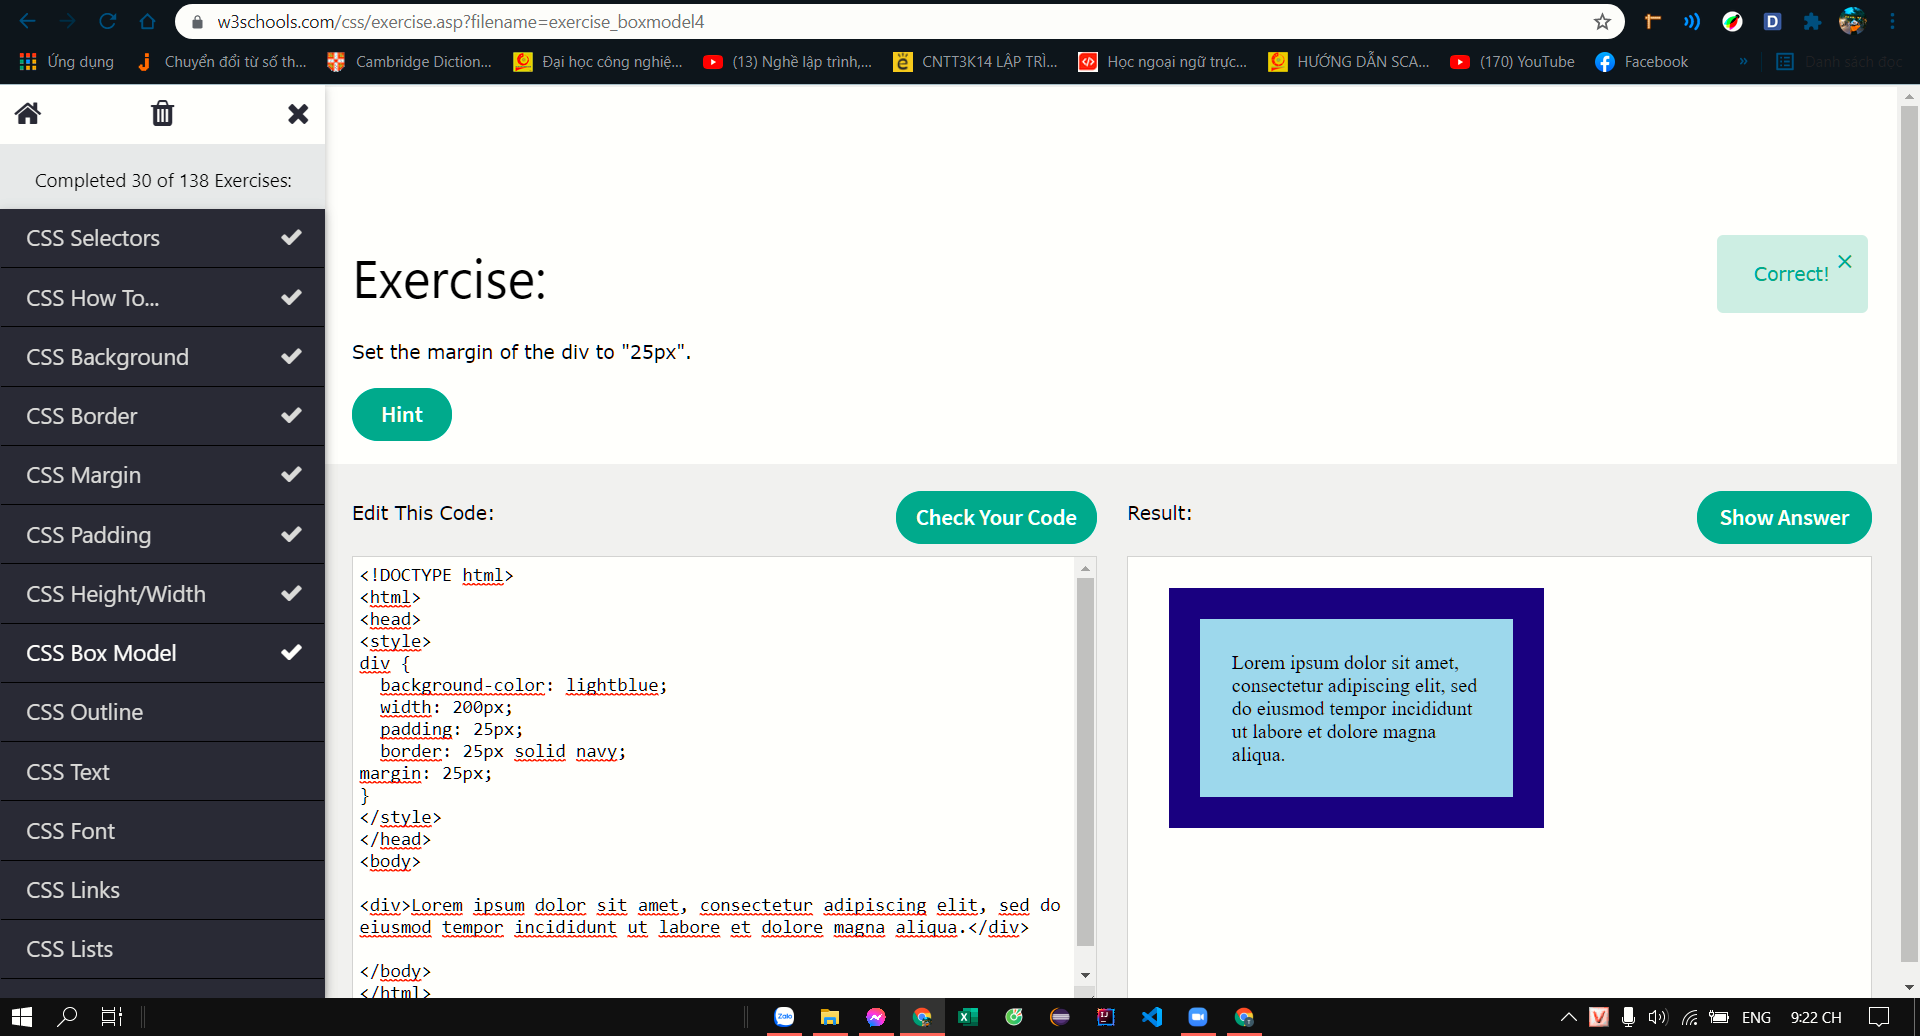 w3schools.com/css/exercise.asp?filename=exercise_boxmodel4
Ứng dụng
Chuyển đổi từ số th...
Cambridge Diction...
Đại học công nghiệ...
(13) Nghề lập trình,...
CNTT3K14 LẬP TRÌ...
Học ngoại ngữ trực...
HƯỚNG DẪN SCA...
(170) YouTube
Facebook
»
Danh sách đọc
Completed 30 of 138 Exercises:
CSS Selectors
CSS How To...
CSS Background
CSS Border
CSS Margin
CSS Padding
CSS Height/Width
CSS Box Model
CSS Outline
CSS Text
CSS Font
CSS Links
CSS Lists
Exercise:
Correct!
Set the margin of the div to "25px".
Hint
Edit This Code:
Check Your Code
<!DOCTYPE html>
<html>
<head>
<style>
div {
  background-color: lightblue;
  width: 200px;
  padding: 25px;
  border: 25px solid navy;
margin: 25px;
}
</style>
</head>
<body>
<div>Lorem ipsum dolor sit amet, consectetur adipiscing elit, sed do
eiusmod tempor incididunt ut labore et dolore magna aliqua.</div>
</body>
</html>
Result:
Show Answer
Lorem ipsum dolor sit amet,
consectetur adipiscing elit, sed
do eiusmod tempor incididunt
ut labore et dolore magna
aliqua.
Zalo
ENG
9:22 CH